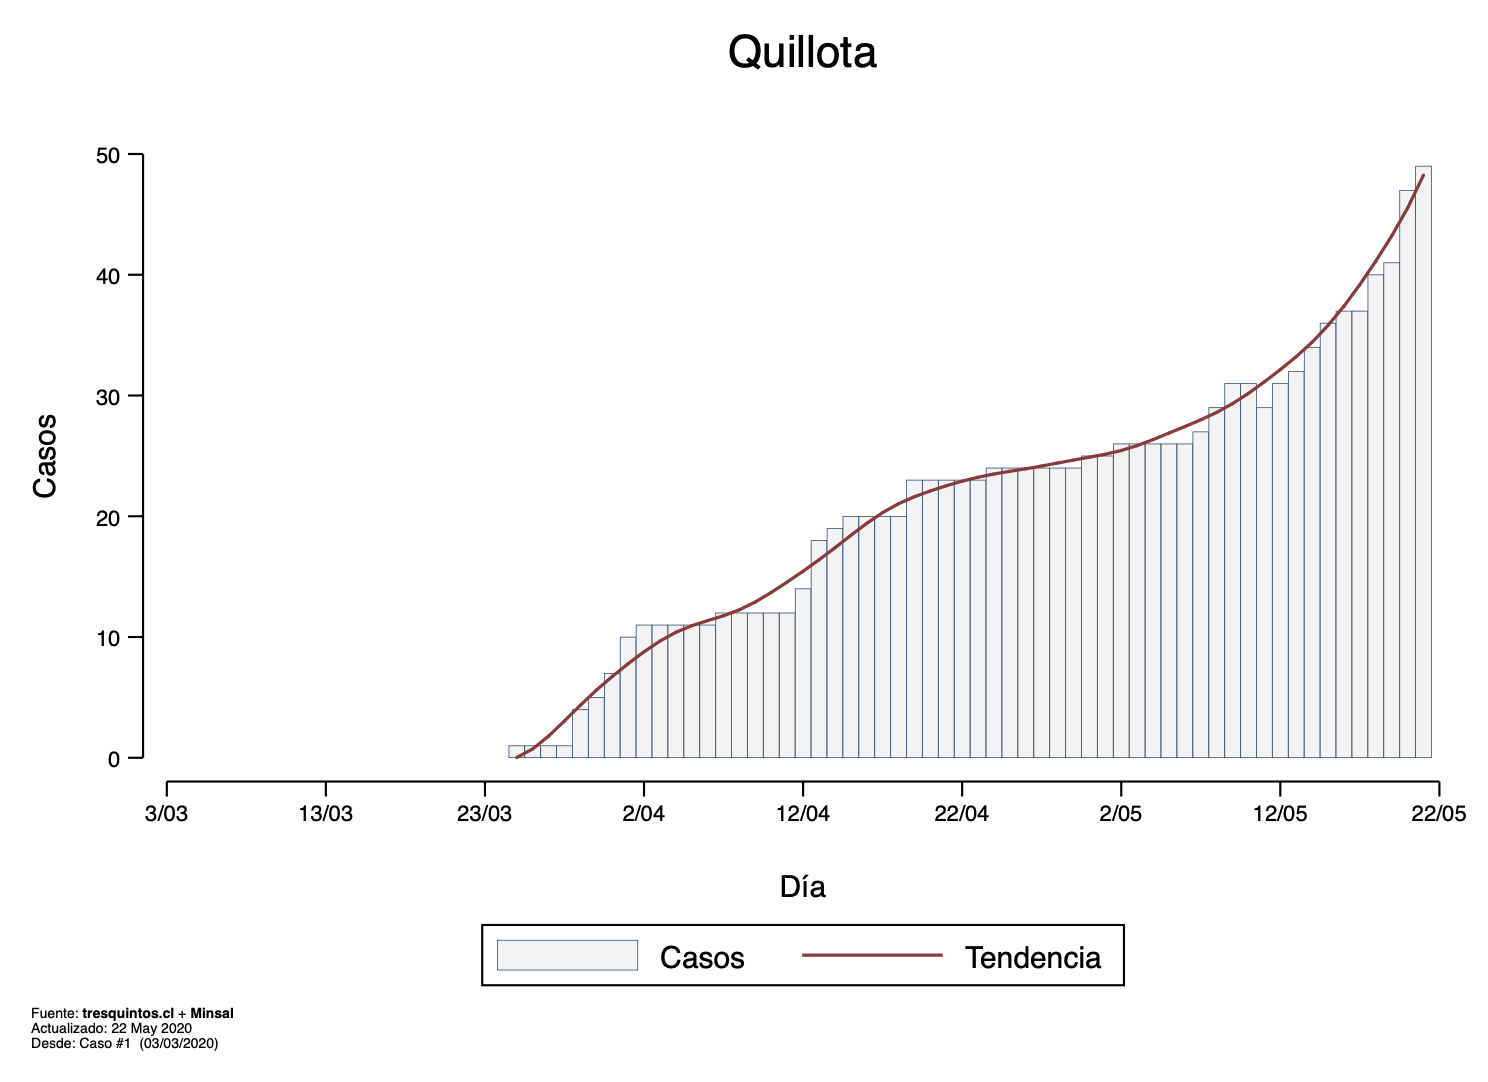 Quillota
50
40
30
20
10
0
Casos
3/03 13/03 23/03 2/04 12/04 22/04 2/05 12/05 22/05
Día
Casos Tendencia
Fuente: tresquintos.cl + Minsal
Actualizado: 22 May 2020
Desde: Caso #1 (03/03/2020)